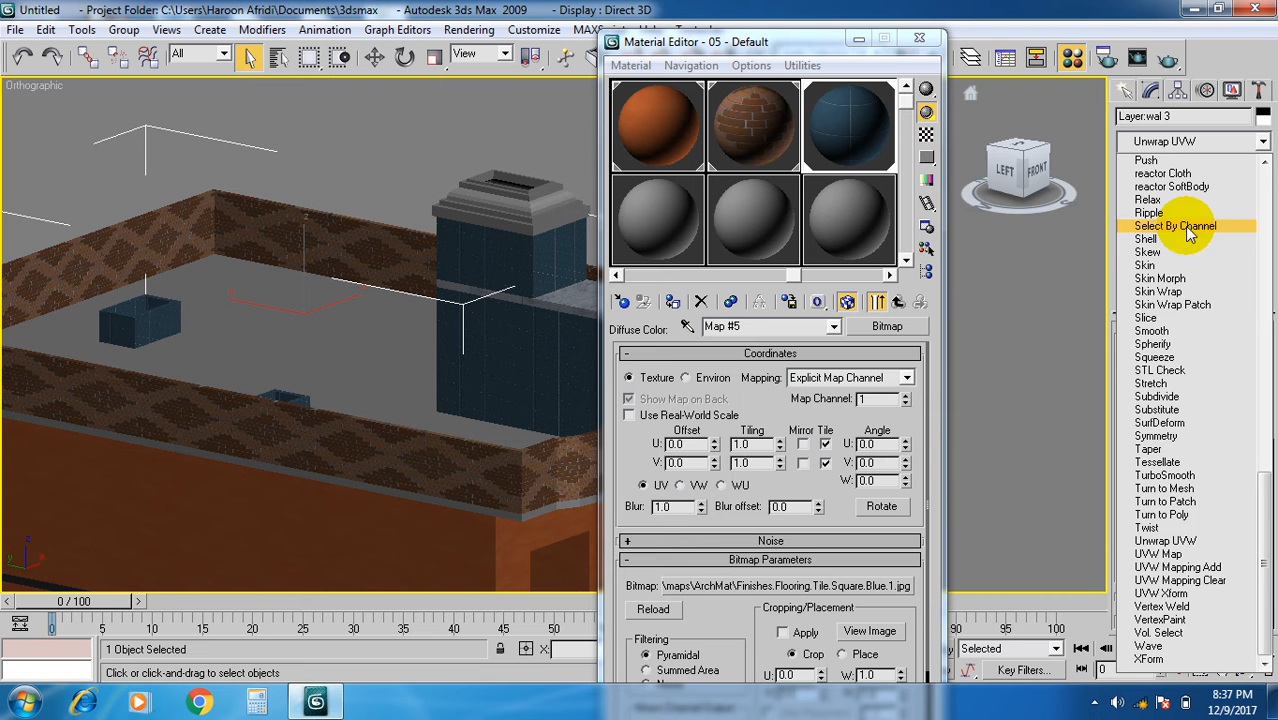 Untitled - Project Folder: C:\Users\Haroon Afridi\Documents\3dsmax - Autodesk 3ds Max 2009 - Display : Direct 3D
File Edit Tools Group Views Create Modifiers Animation Graph Editors Rendering Customize
All
View
Orthographic
Material Editor - 05 - Default
Material Navigation Options Utilities
Diffuse Color: Map #5 Bitmap
- Coordinates
Texture Environ Mapping: Explicit Map Channel
Show Map on Back Map Channel: 1
Use Real-World Scale
Offset Tiling Mirror Tile Angle
U: 0.0 1.0 U: 0.0
V: 0.0 1.0 V: 0.0
W: 0.0
UV VW WU
Blur: 1.0 Blur offset: 0.0 Rotate
+ Noise
- Bitmap Parameters
Bitmap: \maps\ArchMat\Finishes.Flooring.Tile.Square.Blue.1.jpg
Reload
Cropping/Placement
Apply View Image
Filtering
Pyramidal
Summed Area
Crop Place
U: 0.0 W: 1.0
LEFT FRONT
Layer:wal 3
Unwrap UVW
Push
reactor Cloth
reactor SoftBody
Relax
Ripple
Select By Channel
Shell
Skew
Skin
Skin Morph
Skin Wrap
Skin Wrap Patch
Slice
Smooth
Spherify
Squeeze
STL Check
Stretch
Subdivide
Substitute
SurfDeform
Symmetry
Taper
Tessellate
TurboSmooth
Turn to Mesh
Turn to Patch
Turn to Poly
Twist
Unwrap UVW
UVW Map
UVW Mapping Add
UVW Mapping Clear
UVW Xform
Vertex Weld
VertexPaint
Vol. Select
Wave
XForm
z
x
y
0 / 100
0 5 10 15 20 25 30 35 40 45 50 55 90 95 100
1 Object Selected X:
Click or click-and-drag to select objects
Selected
Key Filters...
0
8:37 PM
12/9/2017